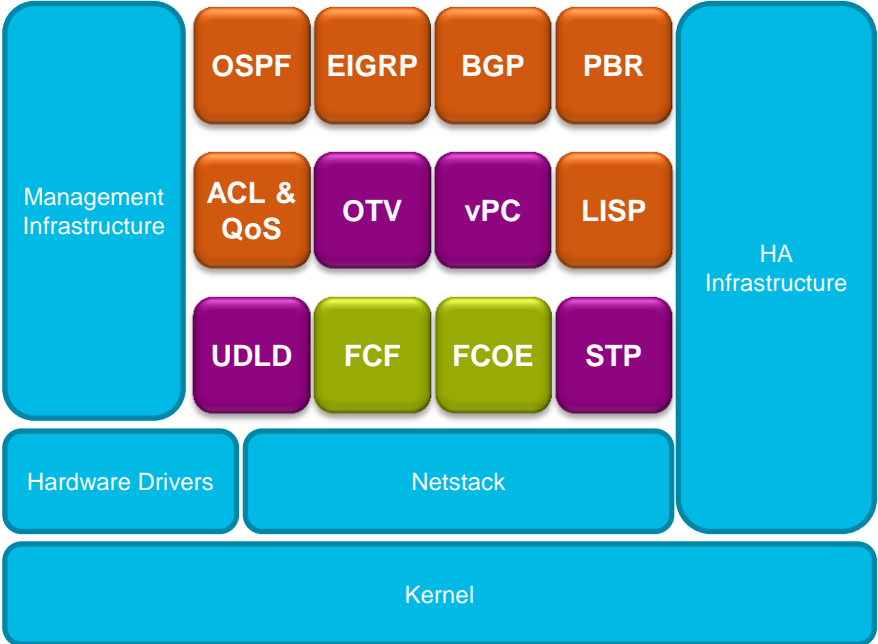 OSPF
EIGRP
BGP
PBR
Management
Infrastructure
ACL &
QoS
OTV
vPC
LISP
HA
Infrastructure
UDLD
FCF
FCOE
STP
Hardware Drivers
Netstack
Kernel